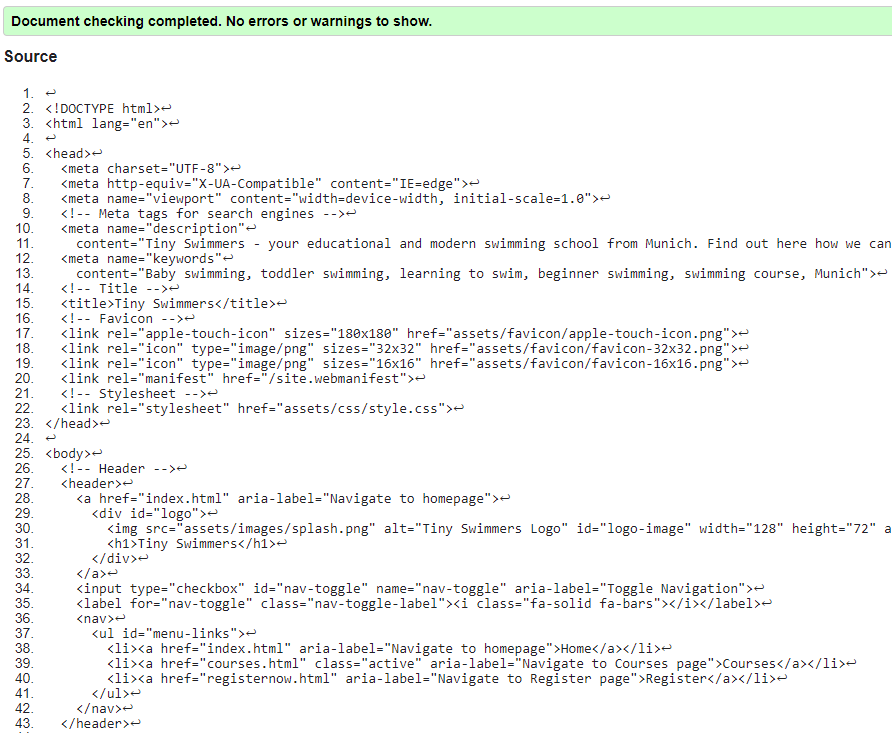 Document checking completed. No errors or warnings to show.
Source
1. ↩
2. <!DOCTYPE html>↩
3. <html lang="en">↩
4. ↩
5. <head>↩
6.   <meta charset="UTF-8">↩
7.   <meta http-equiv="X-UA-Compatible" content="IE=edge">↩
8.   <meta name="viewport" content="width=device-width, initial-scale=1.0">↩
9.   <!-- Meta tags for search engines -->↩
10.   <meta name="description"↩
11.     content="Tiny Swimmers - your educational and modern swimming school from Munich. Find out here how we can
12.   <meta name="keywords"↩
13.     content="Baby swimming, toddler swimming, learning to swim, beginner swimming, swimming course, Munich">↩
14.   <!-- Title -->↩
15.   <title>Tiny Swimmers</title>↩
16.   <!-- Favicon -->↩
17.   <link rel="apple-touch-icon" sizes="180x180" href="assets/favicon/apple-touch-icon.png">↩
18.   <link rel="icon" type="image/png" sizes="32x32" href="assets/favicon/favicon-32x32.png">↩
19.   <link rel="icon" type="image/png" sizes="16x16" href="assets/favicon/favicon-16x16.png">↩
20.   <link rel="manifest" href="/site.webmanifest">↩
21.   <!-- Stylesheet -->↩
22.   <link rel="stylesheet" href="assets/css/style.css">↩
23. </head>↩
24. ↩
25. <body>↩
26.   <!-- Header -->↩
27.   <header>↩
28.     <a href="index.html" aria-label="Navigate to homepage">↩
29.       <div id="logo">↩
30.         <img src="assets/images/splash.png" alt="Tiny Swimmers Logo" id="logo-image" width="128" height="72" a
31.         <h1>Tiny Swimmers</h1>↩
32.       </div>↩
33.     </a>↩
34.     <input type="checkbox" id="nav-toggle" name="nav-toggle" aria-label="Toggle Navigation">↩
35.     <label for="nav-toggle" class="nav-toggle-label"><i class="fa-solid fa-bars"></i></label>↩
36.     <nav>↩
37.       <ul id="menu-links">↩
38.         <li><a href="index.html" aria-label="Navigate to homepage">Home</a></li>↩
39.         <li><a href="courses.html" class="active" aria-label="Navigate to Courses page">Courses</a></li>↩
40.         <li><a href="registernow.html" aria-label="Navigate to Register page">Register</a></li>↩
41.       </ul>↩
42.     </nav>↩
43.   </header>↩